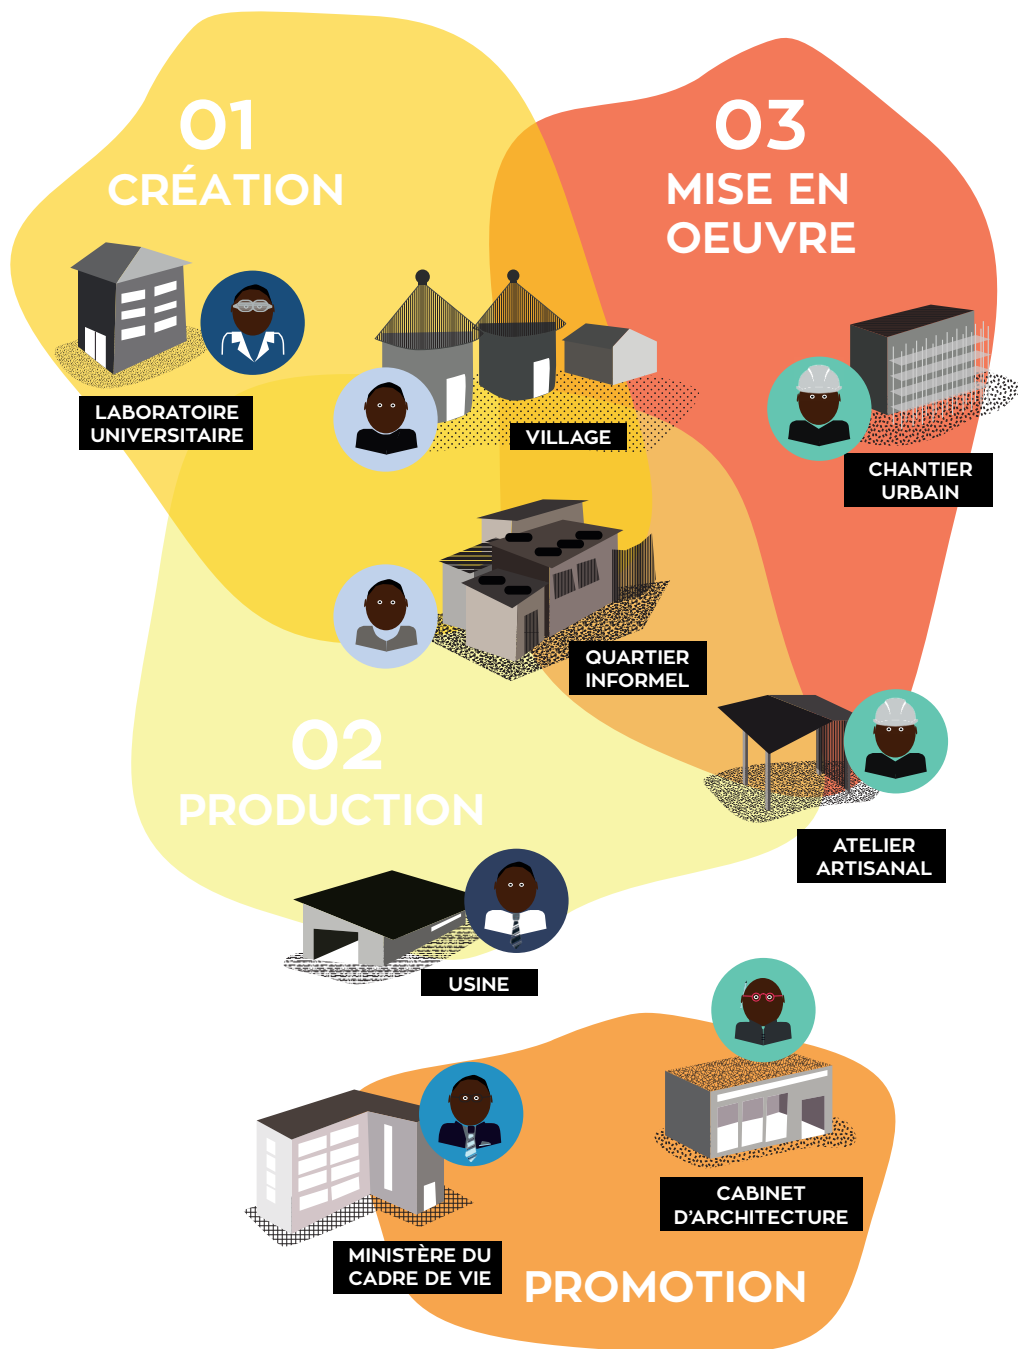 01
CRÉATION
03
MISE EN
OEUVRE
LABORATOIRE
UNIVERSITAIRE
VILLAGE
CHANTIER
URBAIN
QUARTIER
INFORMEL
02
PRODUCTION
ATELIER
ARTISANAL
USINE
CABINET
D’ARCHITECTURE
MINISTÈRE DU
CADRE DE VIE
PROMOTION